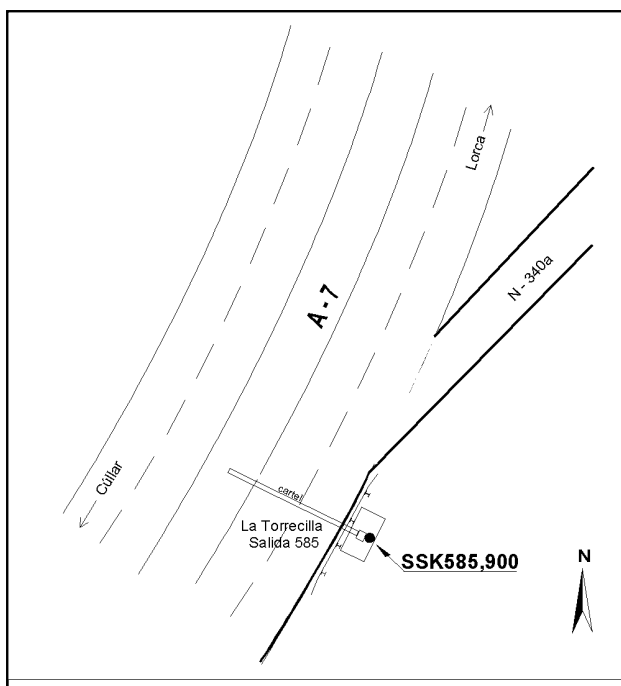 Lorca
N - 340a
A - 7
Cúllar
cartel
La Torrecilla
Salida 585
SSK585,900
N